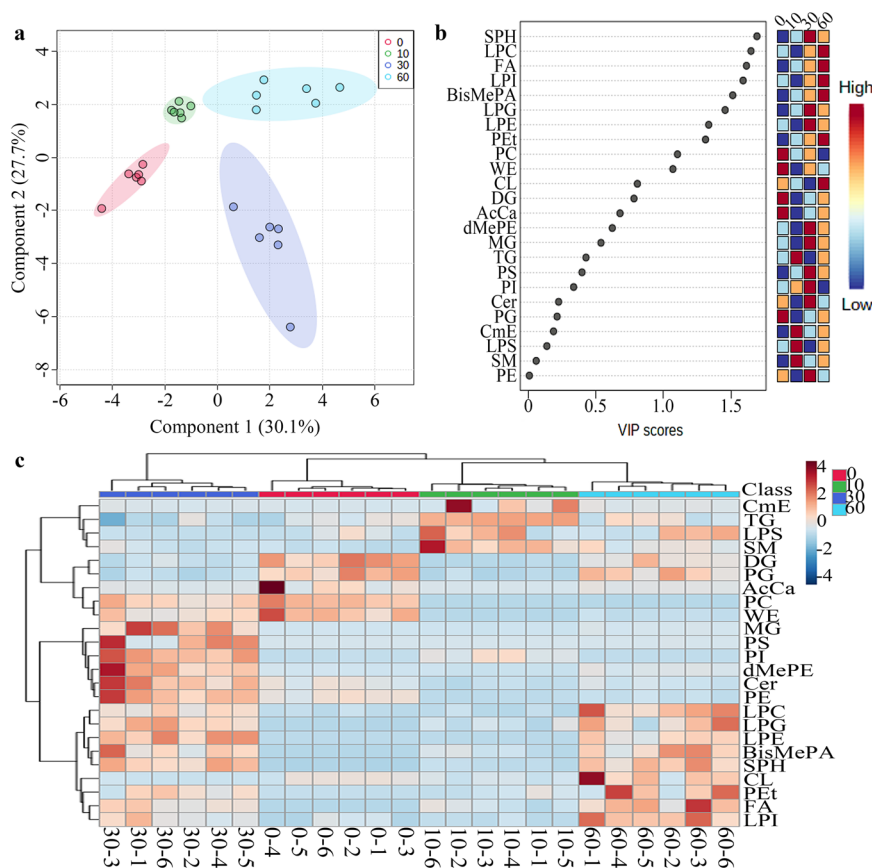 a
4
2
0
-2
-4
-6
-8
-6
-4
-2
0
2
4
6
Component 2 (27.7%)
Component 1 (30.1%)
0
10
30
60
b
SPH
LPC
FA
LPI
BisMePA
LPG
LPE
PEt
PC
WE
CL
DG
AcCa
dMePE
MG
TG
PS
PI
Cer
PG
CmE
LPS
SM
PE
0.0
0.5
1.0
1.5
VIP scores
0 10 30 60
High
Low
c
Class
CmE
TG
LPS
SM
DG
PG
AcCa
PC
WE
MG
PS
PI
dMePE
Cer
PE
LPC
LPG
LPE
BisMePA
SPH
CL
PEt
FA
LPI
30-3 30-1 30-6 30-2 30-4 30-5 0-4 0-5 0-6 0-2 0-1 0-3 10-6 10-2 10-3 10-4 10-1 10-5 60-1 60-4 60-5 60-2 60-3 60-6
4
2
0
-2
-4
0
10
30
60